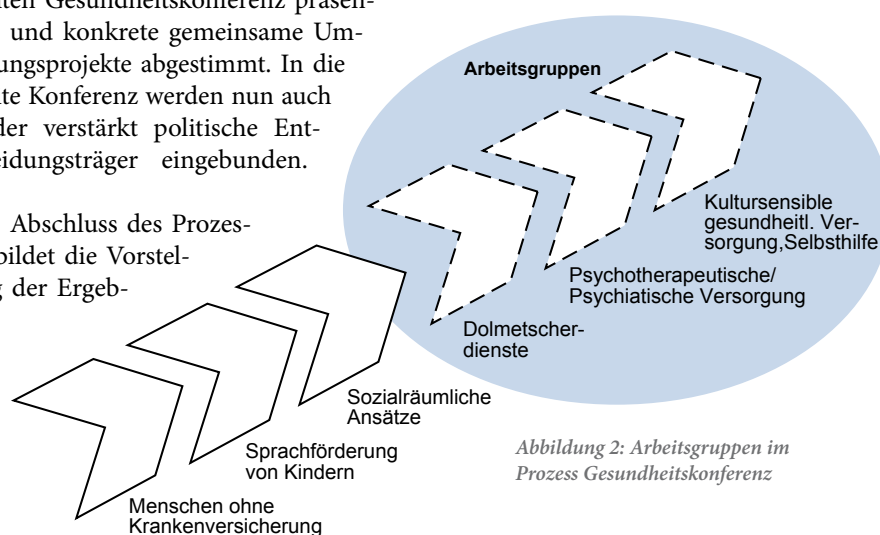 ten Gesundheitskonferenz präsen-
und konkrete gemeinsame Um-
ungsprojekte abgestimmt. In die
te Konferenz werden nun auch
der verstärkt politische Ent-
eidungsträger eingebunden.
Abschluss des Prozes-
bildet die Vorstel-
g der Ergeb-
Arbeitsgruppen
Kultursensible
gesundheitl. Ver-
sorgung,Selbsthilfe
Psychotherapeutische/
Psychiatische Versorgung
Dolmetscher-
dienste
Sozialräumliche
Ansätze
Sprachförderung
von Kindern
Menschen ohne
Krankenversicherung
Abbildung 2: Arbeitsgruppen im
Prozess Gesundheitskonferenz